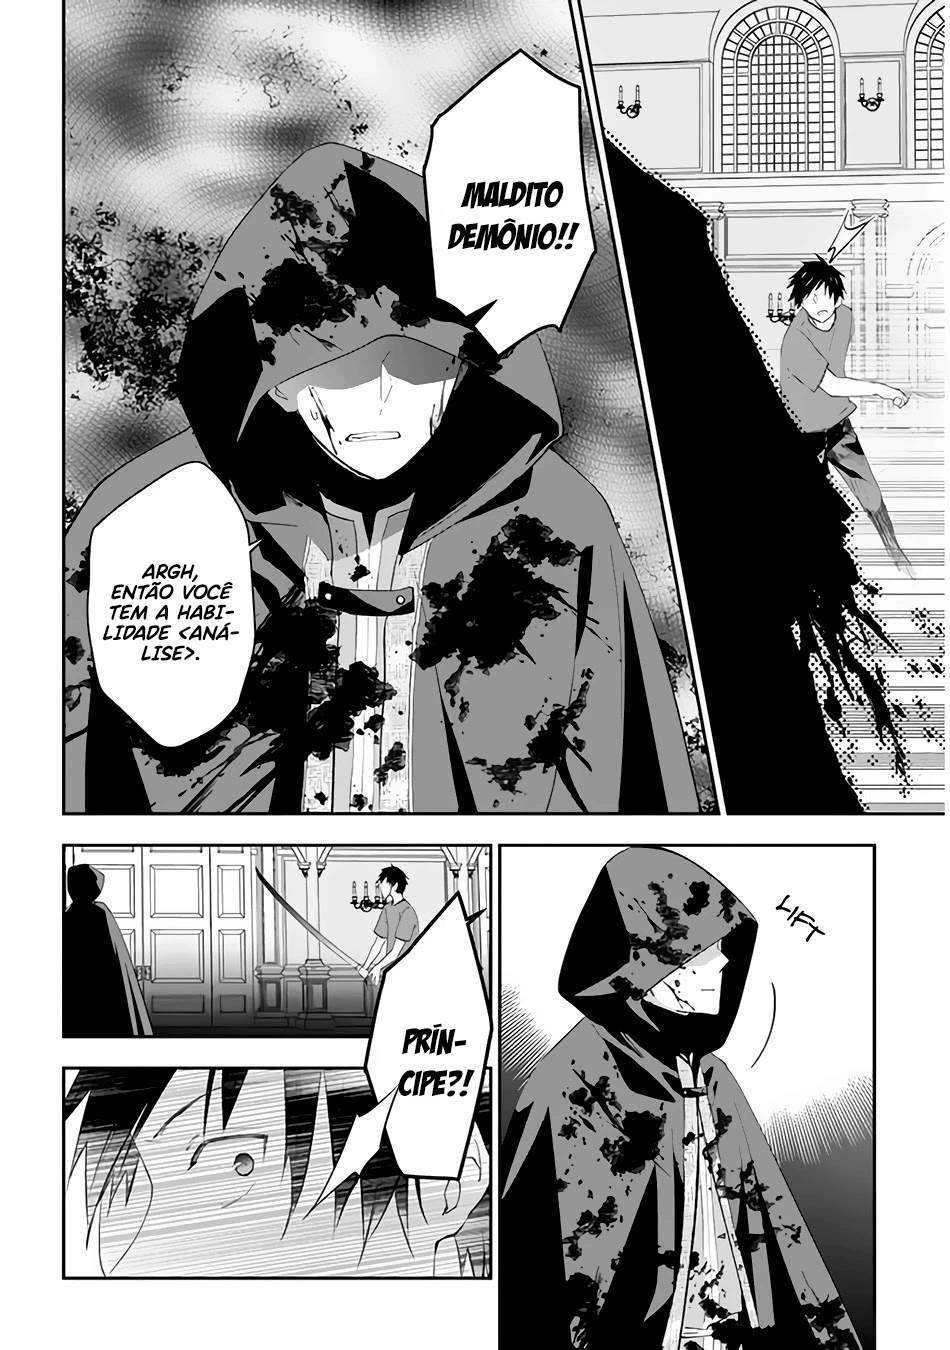 MALDITO
DEMÔNIO!!
ARGH,
ENTÃO VOCÊ
TEM A HABI-
LIDADE <ANÁ-
LISE>.
LIFT
PRÍN-
CIPE?!